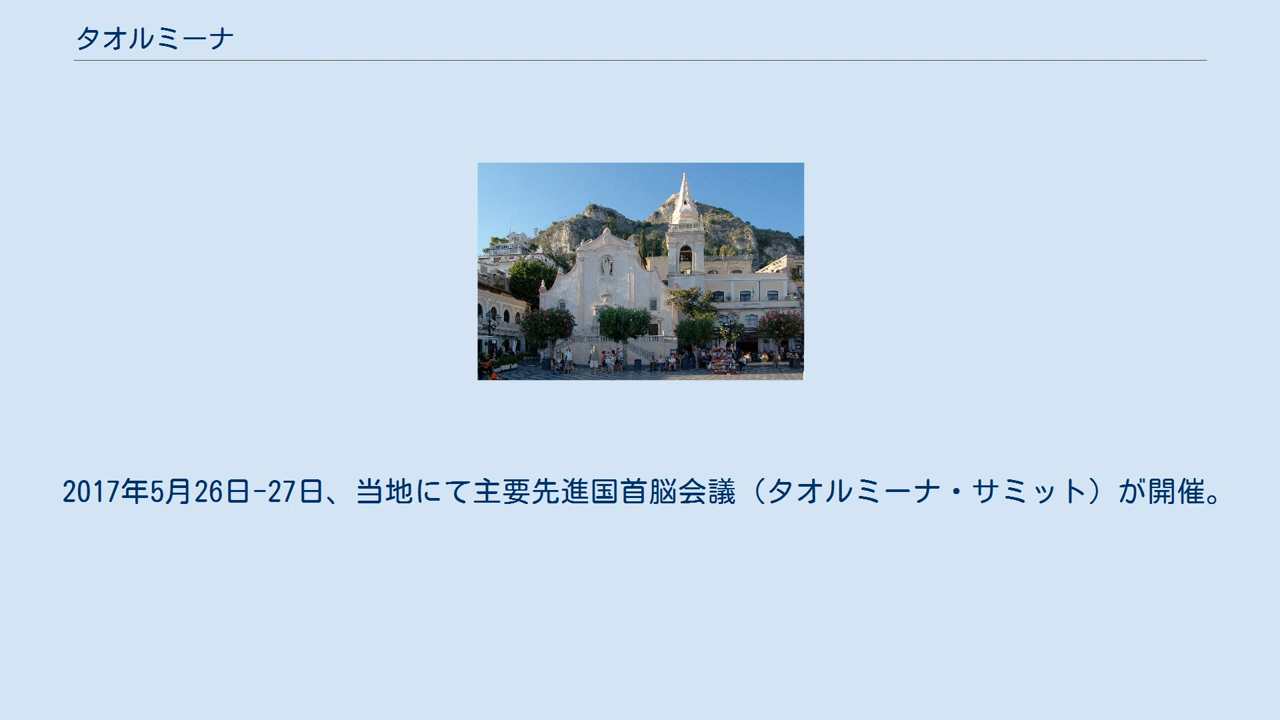 タオルミーナ
2017年5月26日-27日、当地にて主要先進国首脳会議（タオルミーナ・サミット）が開催。